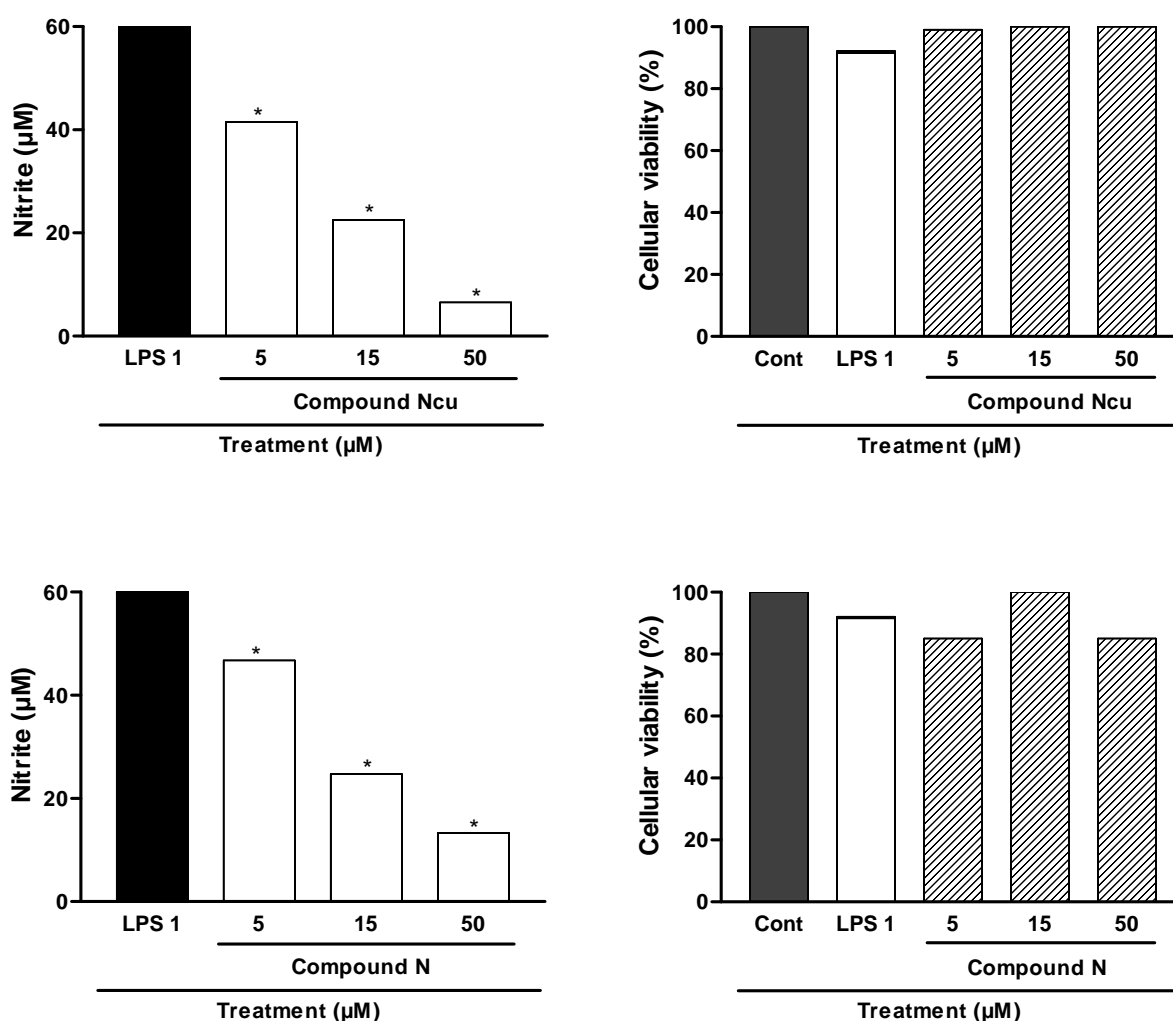 Nitrite (µM)
60
40
20
0
*
*
*
LPS 1 5 15 50
Compound Ncu
Treatment (µM)
Cellular viability (%)
100
80
60
40
20
0
Cont LPS 1 5 15 50
Compound Ncu
Treatment (µM)
Nitrite (µM)
60
40
20
0
*
*
*
LPS 1 5 15 50
Compound N
Treatment (µM)
Cellular viability (%)
100
80
60
40
20
0
Cont LPS 1 5 15 50
Compound N
Treatment (µM)